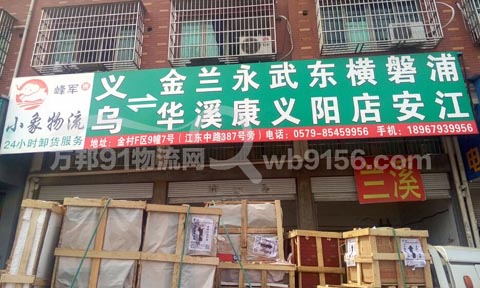 峰军
小象物流
24小时卸货服务
义乌 ⇌ 金华 兰溪 永康 武义 东阳 横店 磐安 浦江
地址：金村F区9幢7号（江东中路387号旁）电话：0579-85459956 手机：18967939956
兰溪
万邦91物流网 wb9156.com